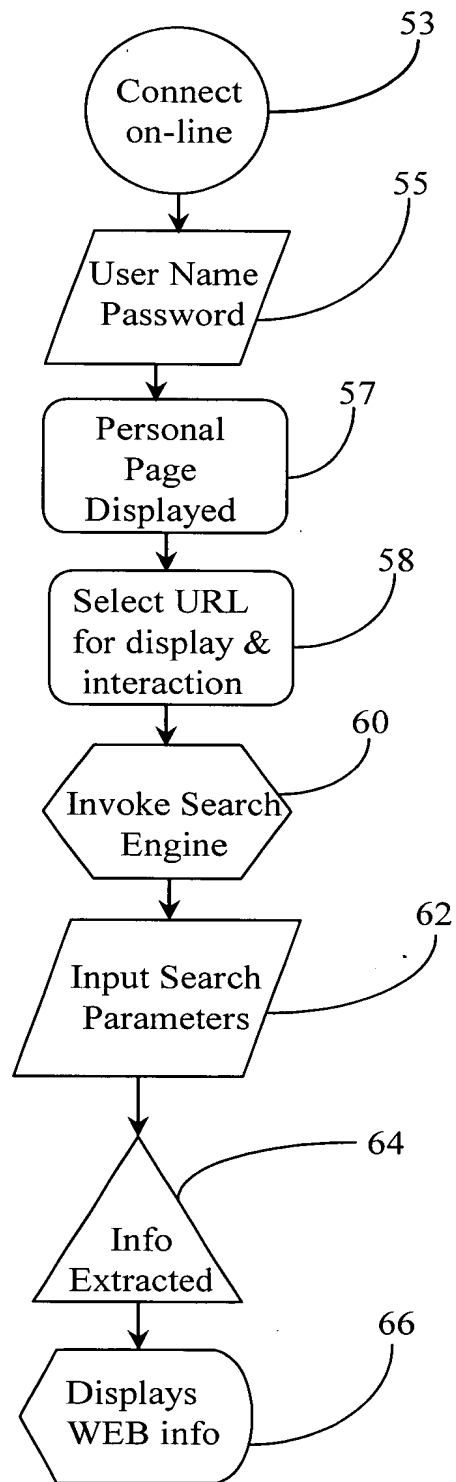 53
Connect
on-line
55
User Name
Password
57
Personal
Page
Displayed
58
Select URL
for display &
interaction
60
Invoke Search
Engine
62
Input Search
Parameters
64
Info
Extracted
66
Displays
WEB info